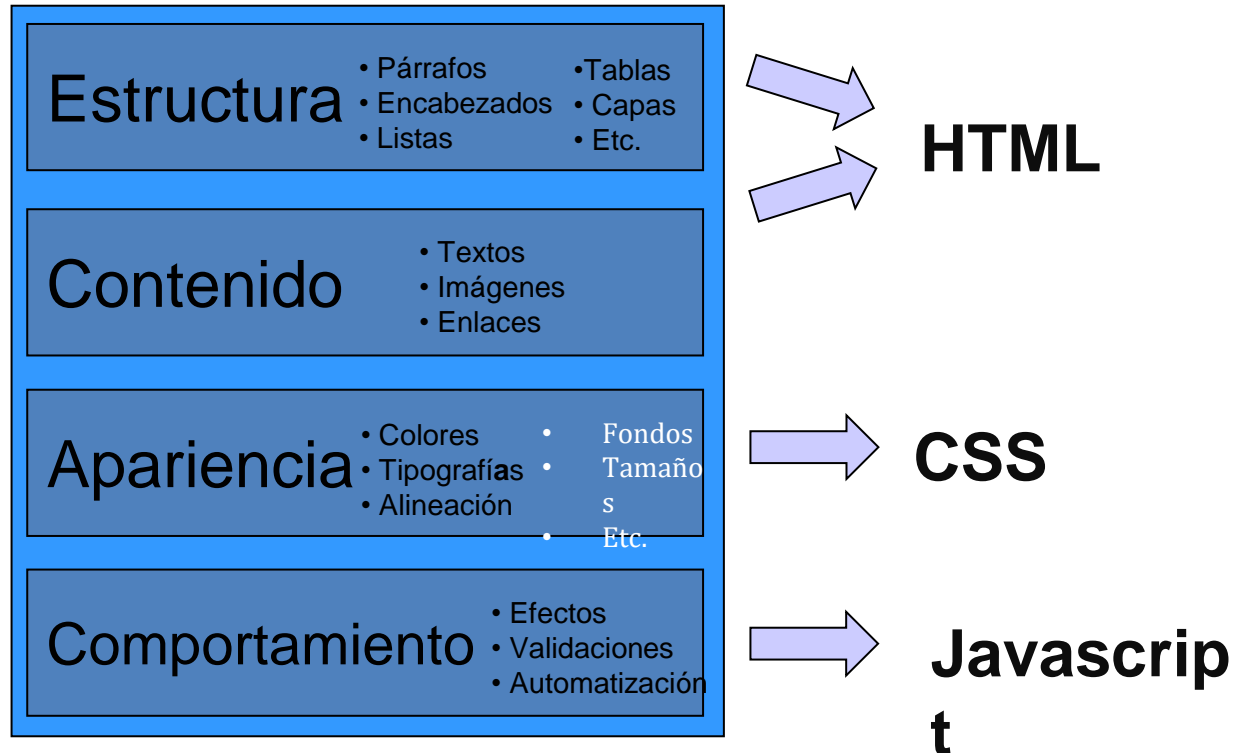 Estructura
• Párrafos
• Encabezados
• Listas
•Tablas
• Capas
• Etc.
HTML
Contenido
• Textos
• Imágenes
• Enlaces
Apariencia
• Colores
• Tipografías
• Alineación
• Fondos
• Tamaño
s
• Etc.
CSS
Comportamiento
• Efectos
• Validaciones
• Automatización
Javascrip
t